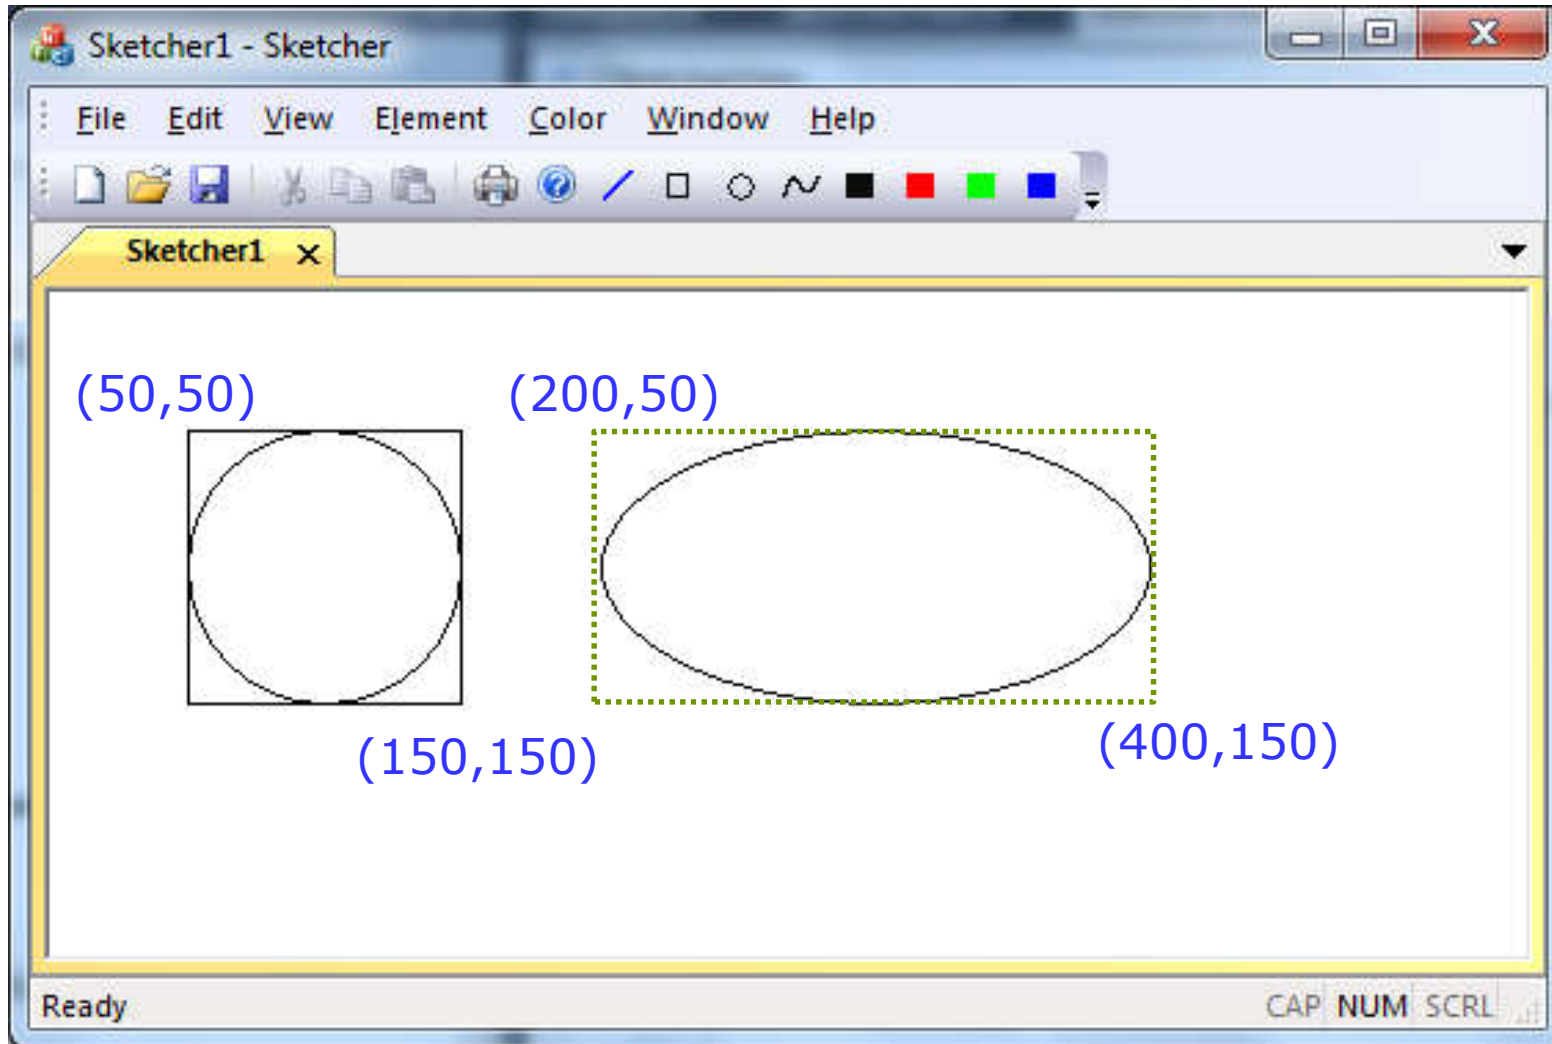 Sketcher1 - Sketcher
File Edit View Element Color Window Help
Sketcher1
(50,50) (200,50)
(150,150) (400,150)
Ready CAP NUM SCRL